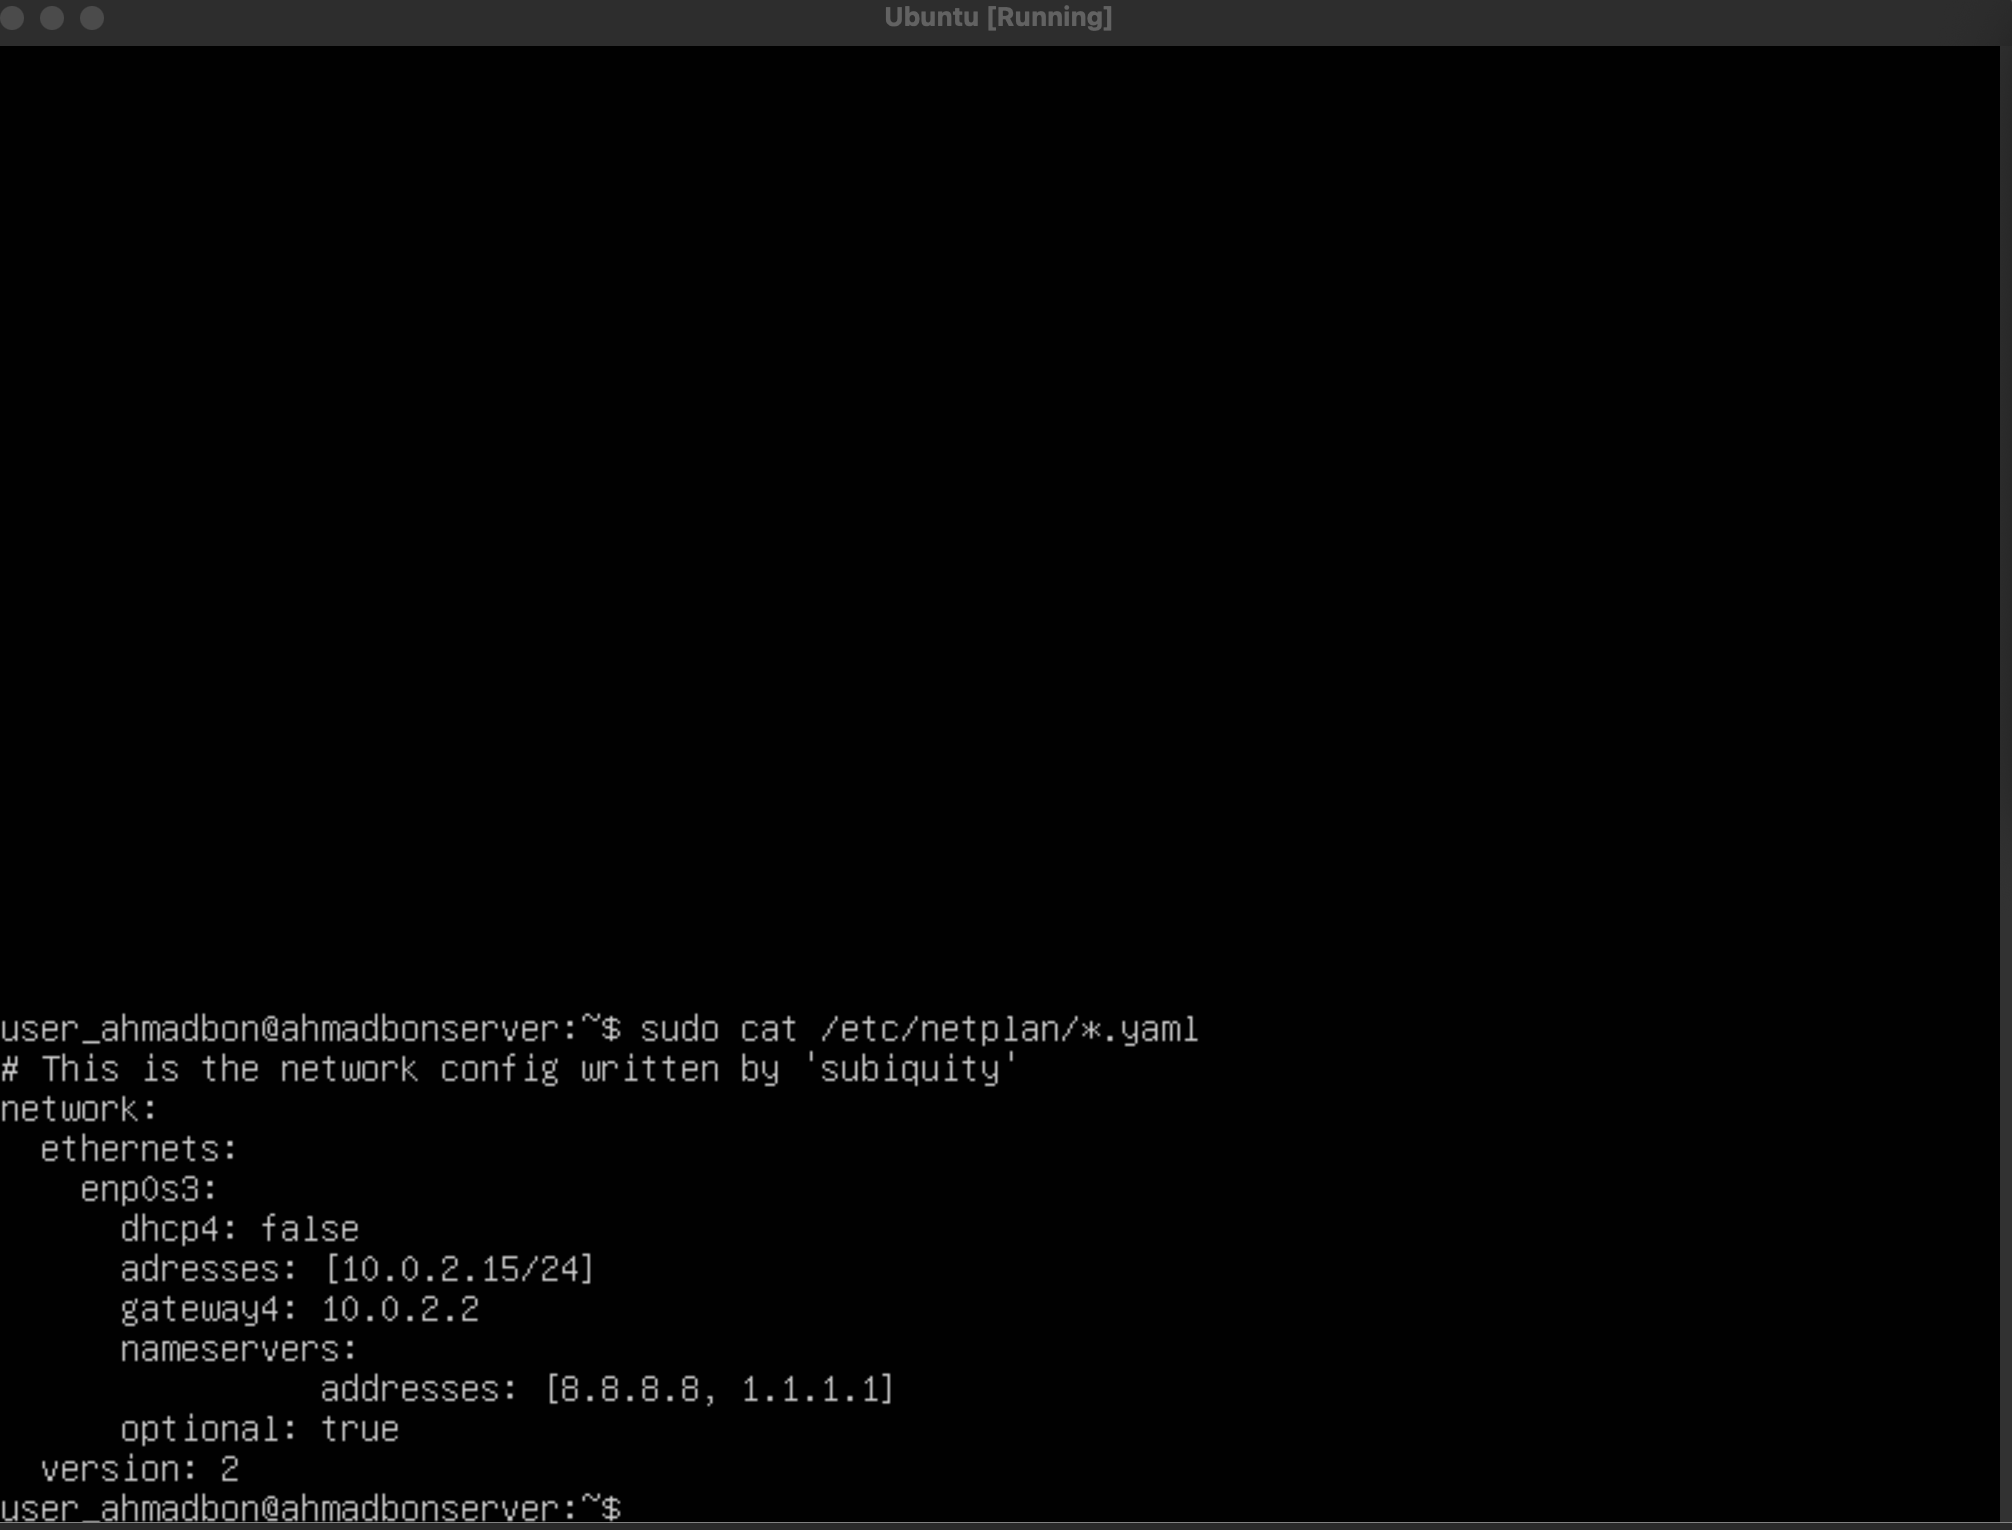 Ubuntu [Running]
user_ahmadbon@ahmadbonserver:~$ sudo cat /etc/netplan/*.yaml
# This is the network config written by 'subiquity'
network:
  ethernets:
    enp0s3:
      dhcp4: false
      adresses: [10.0.2.15/24]
      gateway4: 10.0.2.2
      nameservers:
                addresses: [8.8.8.8, 1.1.1.1]
      optional: true
  version: 2
user_ahmadbon@ahmadbonserver:~$